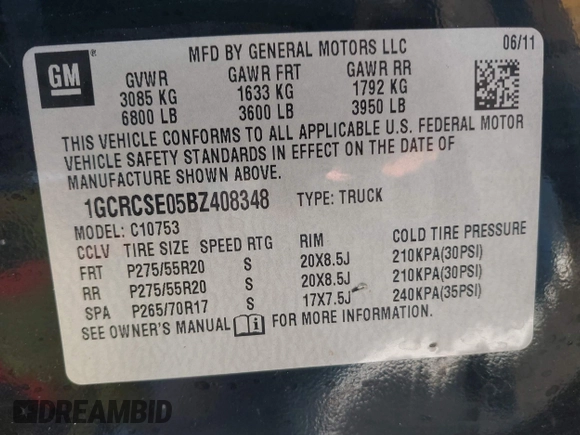 GM
MFD BY GENERAL MOTORS LLC 06/11
GVWR GAWR FRT GAWR RR
3085 KG 1633 KG 1792 KG
6800 LB 3600 LB 3950 LB
THIS VEHICLE CONFORMS TO ALL APPLICABLE U.S. FEDERAL MOTOR
VEHICLE SAFETY STANDARDS IN EFFECT ON THE DATE OF
MANUFACTURE SHOWN ABOVE.
1GCRCSE05BZ408348 TYPE: TRUCK
MODEL: C10753
CCLV TIRE SIZE SPEED RTG RIM COLD TIRE PRESSURE
FRT P275/55R20 S 20X8.5J 210KPA(30PSI)
RR P275/55R20 S 20X8.5J 210KPA(30PSI)
SPA P265/70R17 S 17X7.5J 240KPA(35PSI)
SEE OWNER'S MANUAL FOR MORE INFORMATION.
DREAMBID